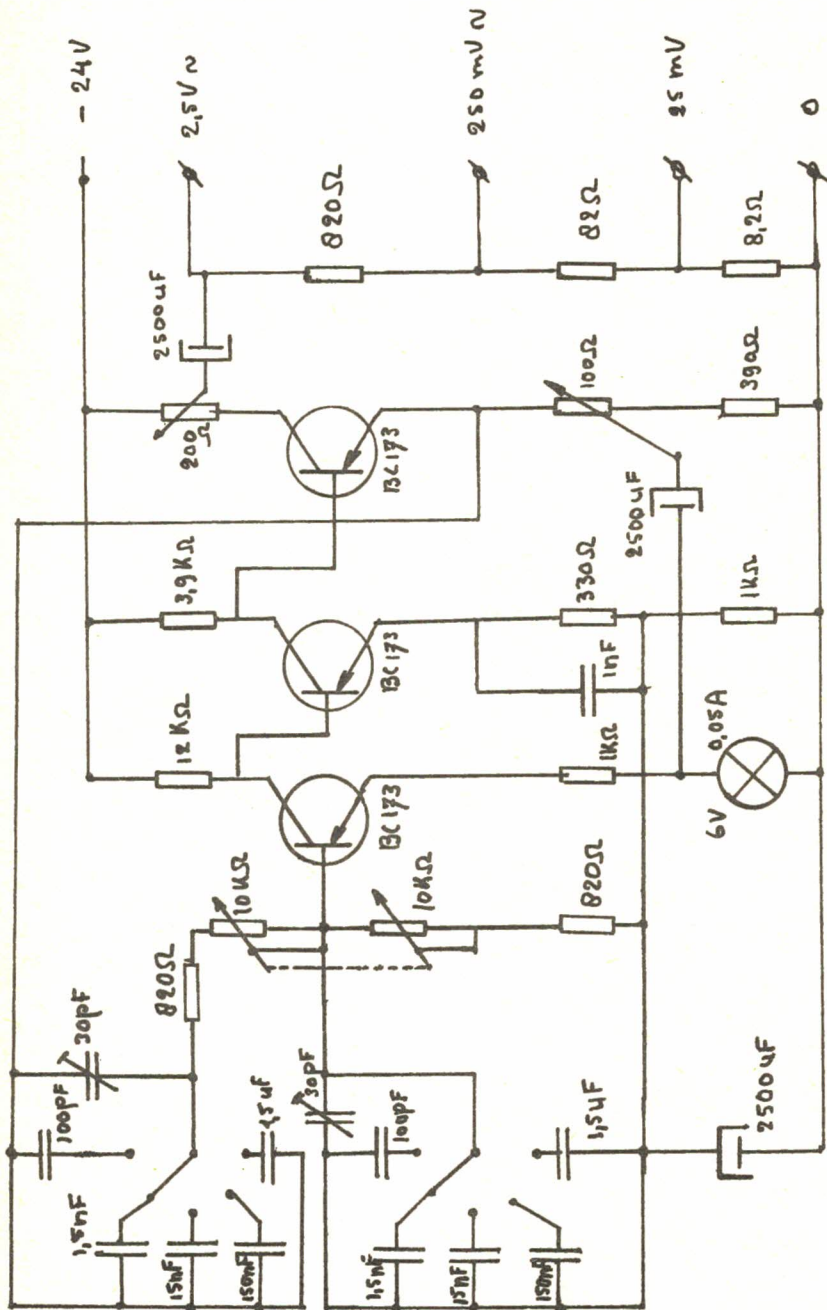 - 24V
2,5V ~
250 mV ~
25 mV
0
820Ω
82Ω
8,2Ω
2500uF
200Ω
BC173
100Ω
390Ω
2500uF
3,9KΩ
BC173
330Ω
1nF
1KΩ
12KΩ
BC173
1KΩ
6V 0,05A
10KΩ
10KΩ
820Ω
820Ω
30pF
100pF
1,5nF
15nF
150nF
1,5uF
30pF
100pF
1,5nF
15nF
150nF
1,5uF
2500uF